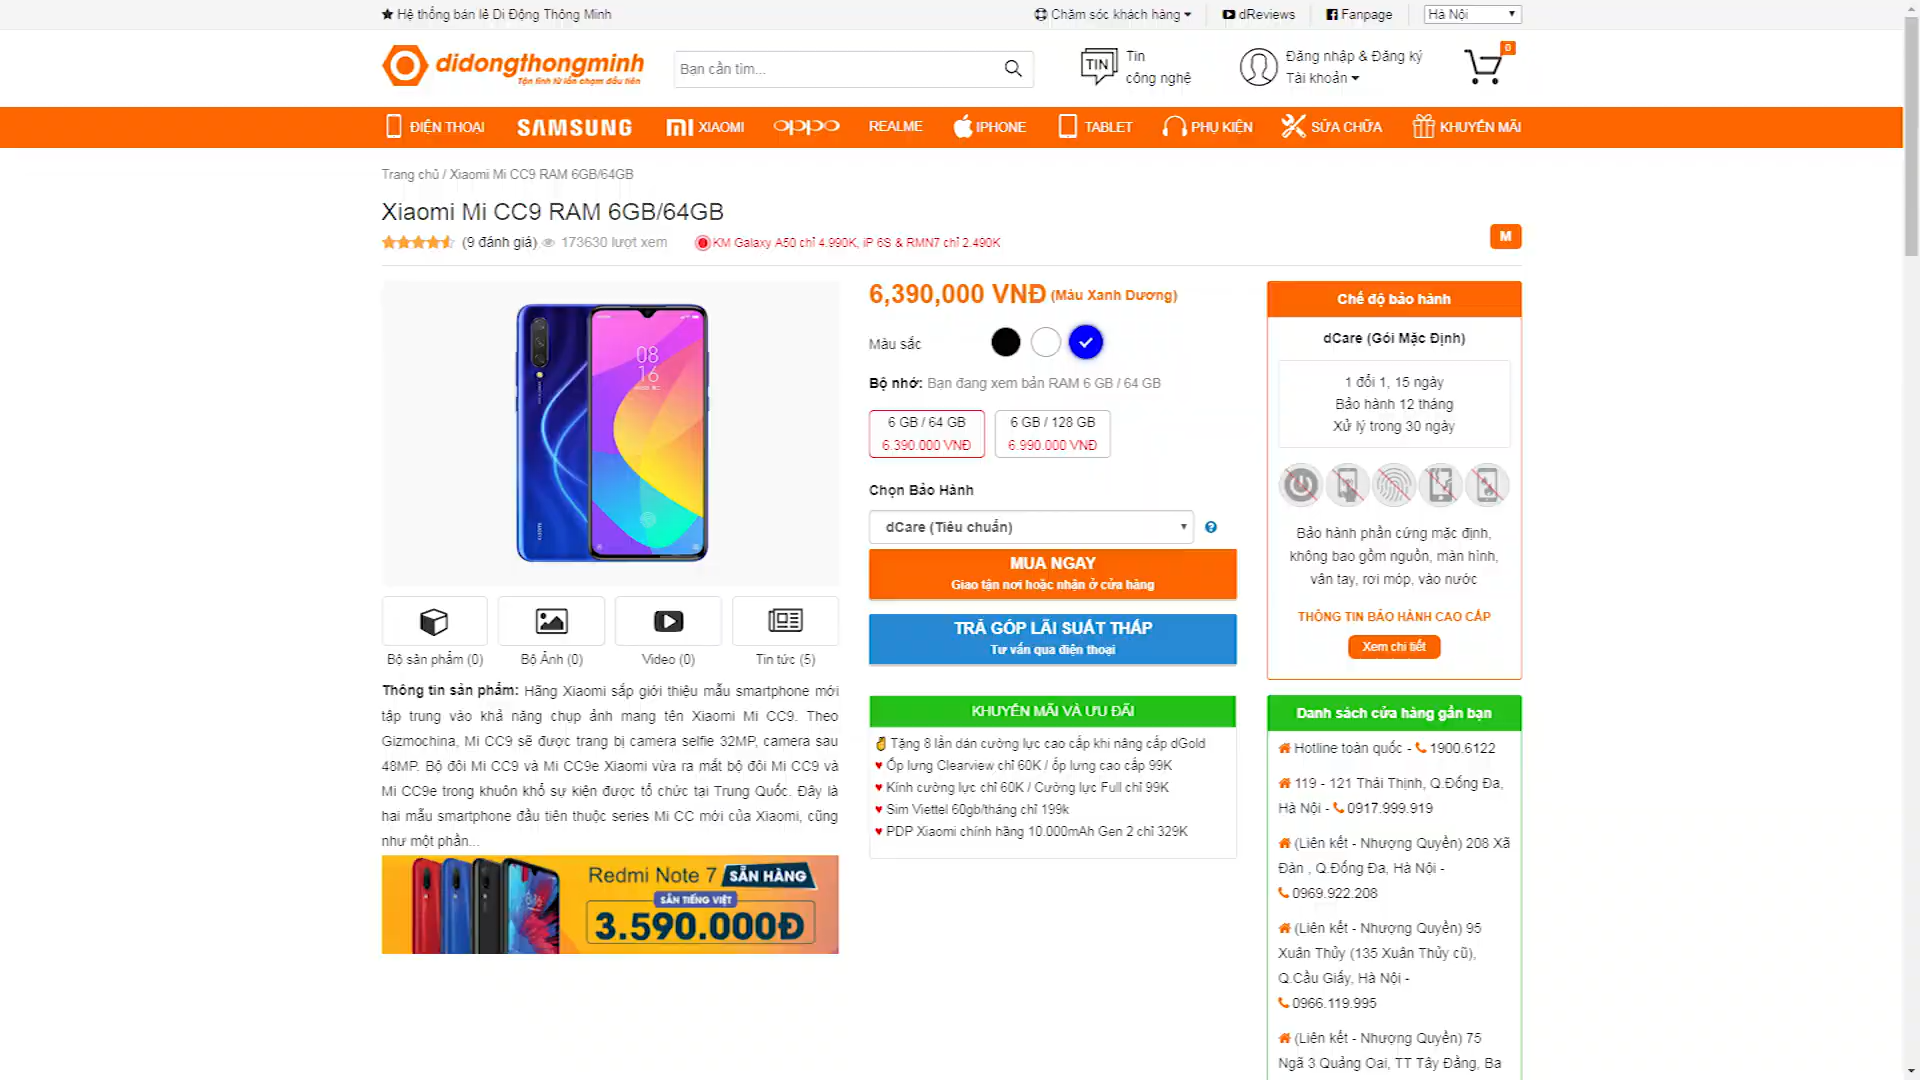 Hệ thống bán lẻ Di Động Thông Minh
Chăm sóc khách hàng
dReviews
Fanpage
Hà Nội
didongthongminh
Tận tình từ lần chạm đầu tiên
Bạn cần tìm...
TIN
Tin
công nghệ
Đăng nhập & Đăng ký
Tài khoản
0
ĐIỆN THOẠI
SAMSUNG
XIAOMI
oppo
REALME
IPHONE
TABLET
PHỤ KIỆN
SỬA CHỮA
KHUYẾN MÃI
Trang chủ / Xiaomi Mi CC9 RAM 6GB/64GB
Xiaomi Mi CC9 RAM 6GB/64GB
(9 đánh giá)
173630 lượt xem
KM Galaxy A50 chỉ 4.990K, iP 6S & RMN7 chỉ 2.490K
M
08
16
6,390,000 VNĐ (Màu Xanh Dương)
Màu sắc
Bộ nhớ: Bạn đang xem bản RAM 6 GB / 64 GB
6 GB / 64 GB
6.390.000 VNĐ
6 GB / 128 GB
6.990.000 VNĐ
Chọn Bảo Hành
dCare (Tiêu chuẩn)
MUA NGAY
Giao tận nơi hoặc nhận ở cửa hàng
TRẢ GÓP LÃI SUẤT THẤP
Tư vấn qua điện thoại
KHUYẾN MÃI VÀ ƯU ĐÃI
Tặng 8 lần dán cường lực cao cấp khi nâng cấp dGold
Ốp lưng Clearview chỉ 60K / ốp lưng cao cấp 99K
Kính cường lực chỉ 60K / Cường lực Full chỉ 99K
Sim Viettel 60gb/tháng chỉ 199k
PDP Xiaomi chính hãng 10.000mAh Gen 2 chỉ 329K
Bộ sản phẩm (0)
Bộ Ảnh (0)
Video (0)
Tin tức (5)
Thông tin sản phẩm: Hãng Xiaomi sắp giới thiệu mẫu smartphone mới
tập trung vào khả năng chụp ảnh mang tên Xiaomi Mi CC9. Theo
Gizmochina, Mi CC9 sẽ được trang bị camera selfie 32MP, camera sau
48MP. Bộ đôi Mi CC9 và Mi CC9e Xiaomi vừa ra mắt bộ đôi Mi CC9 và
Mi CC9e trong khuôn khổ sự kiện được tổ chức tại Trung Quốc. Đây là
hai mẫu smartphone đầu tiên thuộc series Mi CC mới của Xiaomi, cũng
như một phần...
Redmi Note 7
SẴN HÀNG
SẴN TIẾNG VIỆT
3.590.000Đ
Chế độ bảo hành
dCare (Gói Mặc Định)
1 đổi 1, 15 ngày
Bảo hành 12 tháng
Xử lý trong 30 ngày
Bảo hành phần cứng mặc định,
không bao gồm nguồn, màn hình,
vân tay, rơi móp, vào nước
THÔNG TIN BẢO HÀNH CAO CẤP
Xem chi tiết
Danh sách cửa hàng gần bạn
Hotline toàn quốc - 1900.6122
119 - 121 Thái Thịnh, Q.Đống Đa,
Hà Nội - 0917.999.919
(Liên kết - Nhượng Quyền) 208 Xã
Đàn , Q.Đống Đa, Hà Nội -
0969.922.208
(Liên kết - Nhượng Quyền) 95
Xuân Thủy (135 Xuân Thủy cũ),
Q.Cầu Giấy, Hà Nội -
0966.119.995
(Liên kết - Nhượng Quyền) 75
Ngã 3 Quảng Oai, TT Tây Đằng, Ba